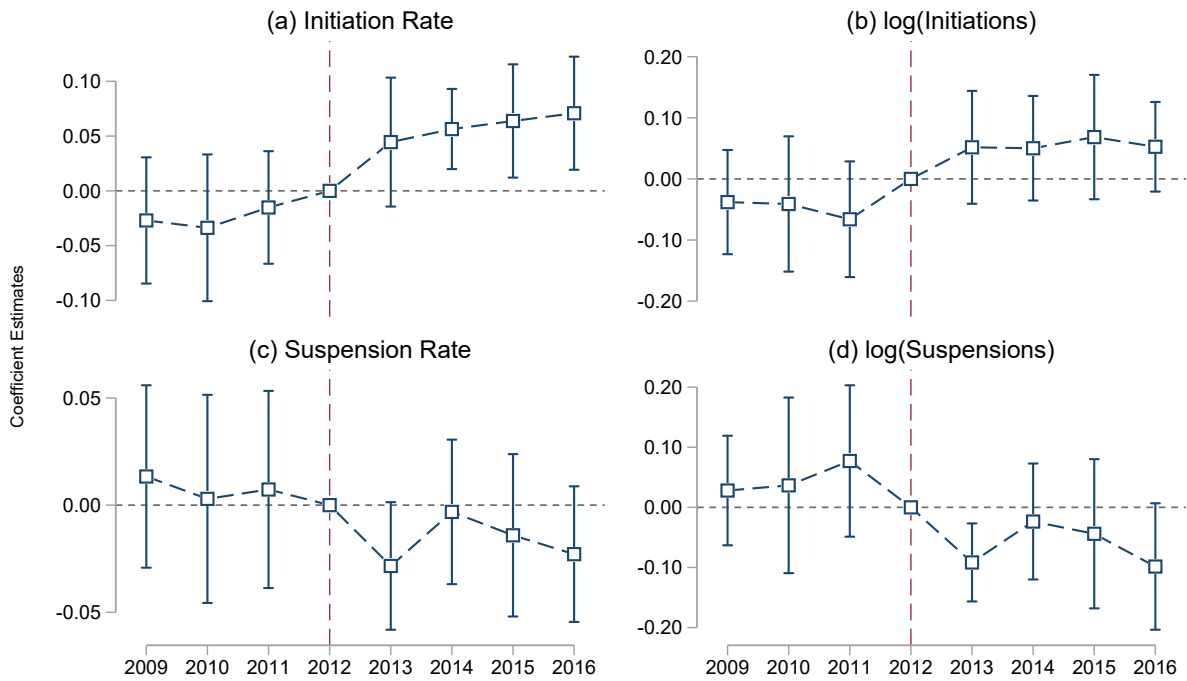 (a) Initiation Rate
0.10
0.05
0.00
-0.05
-0.10
(b) log(Initiations)
0.20
0.10
0.00
-0.10
-0.20
Coefficient Estimates
(c) Suspension Rate
0.05
0.00
-0.05
2009 2010 2011 2012 2013 2014 2015 2016
(d) log(Suspensions)
0.20
0.10
0.00
-0.10
-0.20
2009 2010 2011 2012 2013 2014 2015 2016